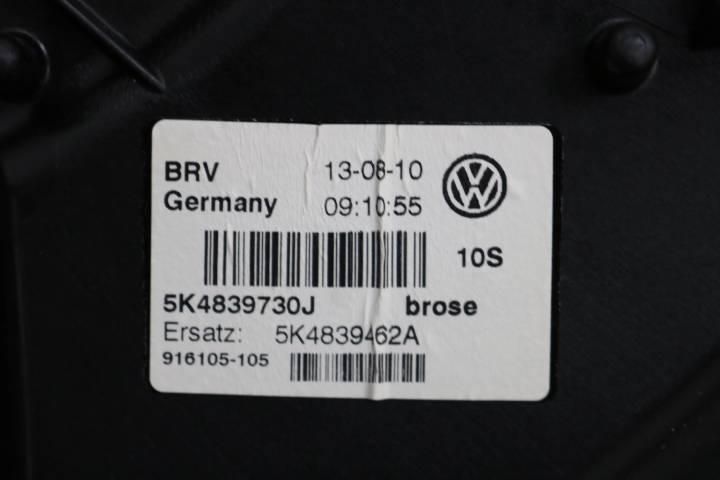 BRV 13-08-10
Germany 09:10:55
10S
5K4839730J brose
Ersatz: 5K4839462A
916105-105